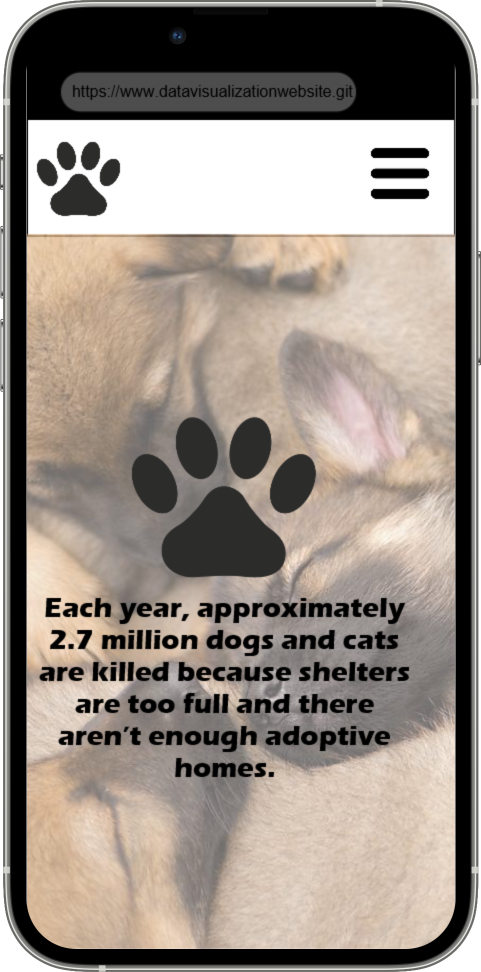 https://www.datavisualizationwebsite.git
Each year, approximately
2.7 million dogs and cats
are killed because shelters
are too full and there
aren’t enough adoptive
homes.